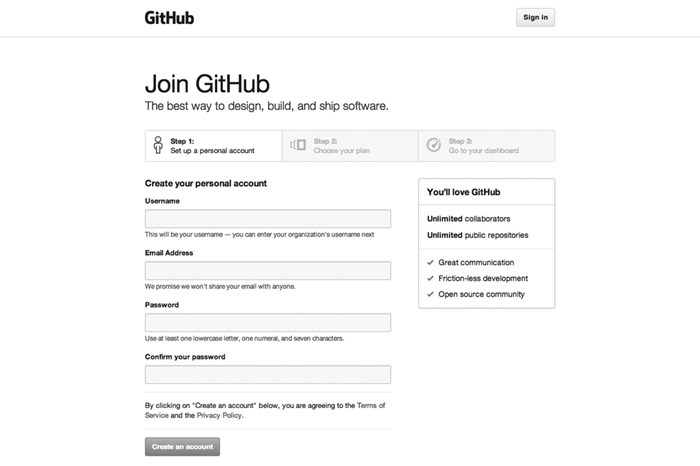 GitHub
Sign in
Join GitHub
The best way to design, build, and ship software.
Step 1:
Set up a personal account
Step 2:
Choose your plan
Step 3:
Go to your dashboard
Create your personal account
Username
This will be your username — you can enter your organization's username next
Email Address
We promise we won't share your email with anyone.
Password
Use at least one lowercase letter, one numeral, and seven characters.
Confirm your password
By clicking on "Create an account" below, you are agreeing to the Terms of
Service and the Privacy Policy.
Create an account
You'll love GitHub
Unlimited collaborators
Unlimited public repositories
✓ Great communication
✓ Friction-less development
✓ Open source community